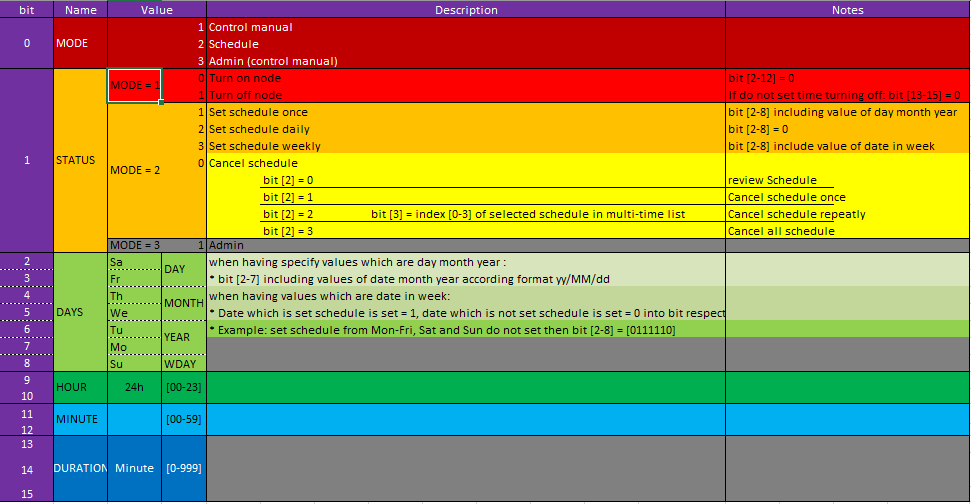 bit Name Value Description Notes
0 MODE 1 Control manual
2 Schedule
3 Admin (control manual)
1 STATUS MODE = 1 0 Turn on node bit [2-12] = 0
1 Turn off node If do not set time turning off: bit [13-15] = 0
MODE = 2 1 Set schedule once bit [2-8] including value of day month year
2 Set schedule daily bit [2-8] = 0
3 Set schedule weekly bit [2-8] include value of date in week
0 Cancel schedule
bit [2] = 0 review Schedule
bit [2] = 1 Cancel schedule once
bit [2] = 2 bit [3] = index [0-3] of selected schedule in multi-time list Cancel schedule repeatly
bit [2] = 3 Cancel all schedule
MODE = 3 1 Admin
2 DAYS Sa DAY when having specify values which are day month year :
3 Fr * bit [2-7] including values of date month year according format yy/MM/dd
4 Th MONTH when having values which are date in week:
5 We * Date which is set schedule is set = 1, date which is not set schedule is set = 0 into bit respect
6 Tu YEAR * Example: set schedule from Mon-Fri, Sat and Sun do not set then bit [2-8] = [0111110]
7 Mo
8 Su WDAY
9 HOUR 24h [00-23]
10
11 MINUTE [00-59]
12
13
14 DURATION Minute [0-999]
15